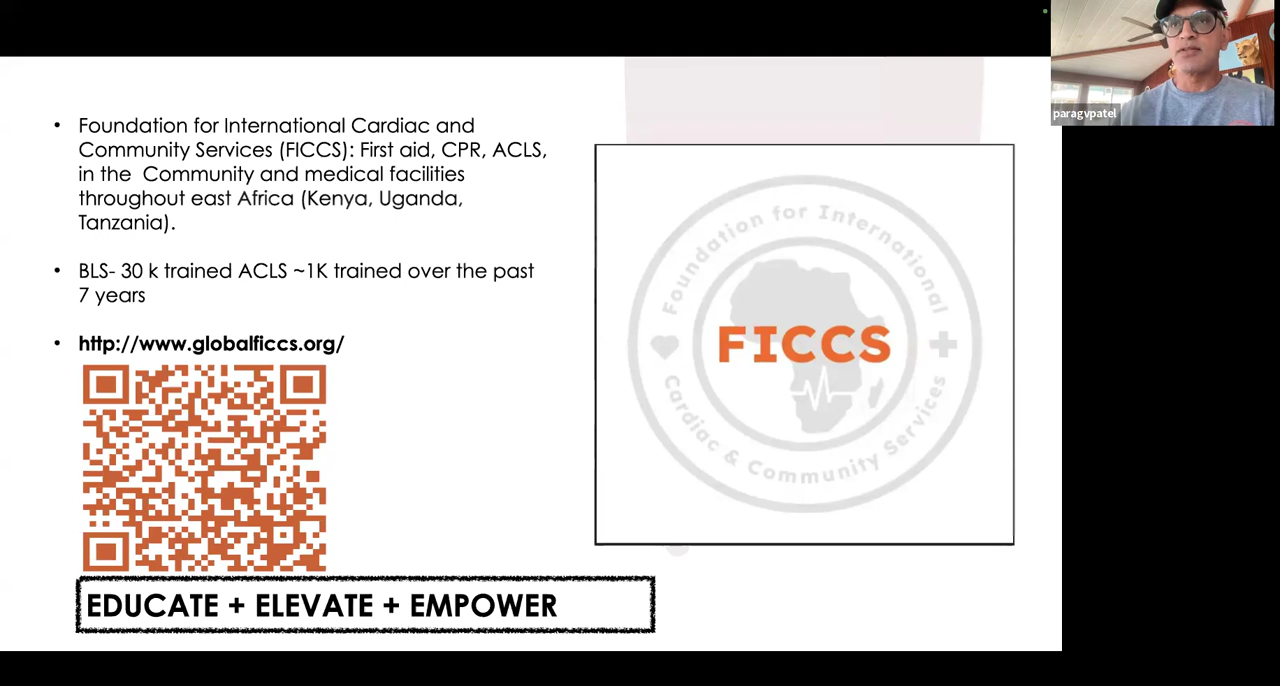 Foundation for International Cardiac and
Community Services (FICCS): First aid, CPR, ACLS,
in the Community and medical facilities
throughout east Africa (Kenya, Uganda,
Tanzania).
BLS- 30 k trained ACLS ~1K trained over the past
7 years
http://www.globalficcs.org/
EDUCATE + ELEVATE + EMPOWER
Foundation for International
FICCS
Cardiac & Community Services
paragvpatel